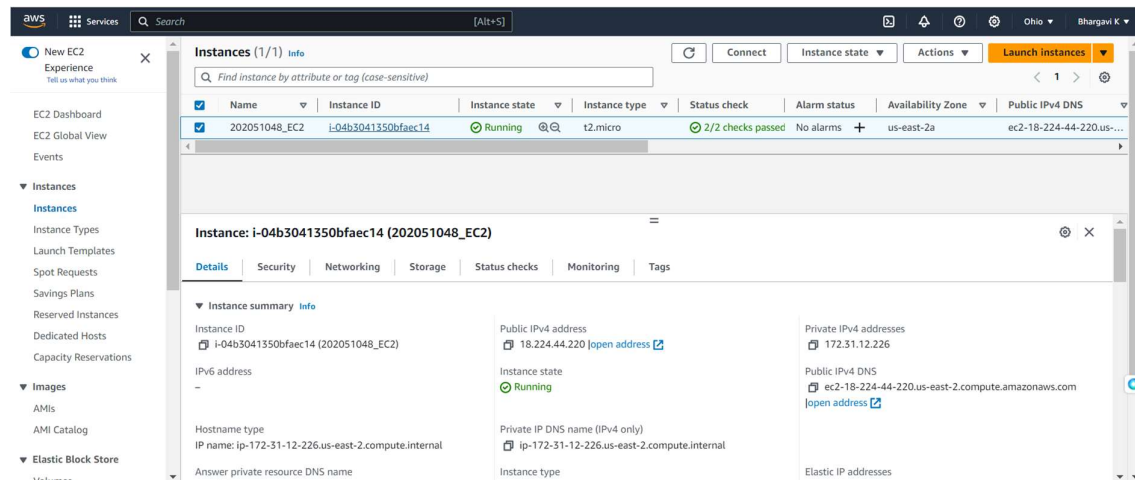 aws Services Search [Alt+S] Ohio Bhargavi K
New EC2 Experience
Tell us what you think
EC2 Dashboard
EC2 Global View
Events
Instances
Instances
Instance Types
Launch Templates
Spot Requests
Savings Plans
Reserved Instances
Dedicated Hosts
Capacity Reservations
Images
AMIs
AMI Catalog
Elastic Block Store
Instances (1/1) Info Connect Instance state Actions Launch instances
Find instance by attribute or tag (case-sensitive) 1
Name Instance ID Instance state Instance type Status check Alarm status Availability Zone Public IPv4 DNS
202051048_EC2 i-04b3041350bfaec14 Running t2.micro 2/2 checks passed No alarms + us-east-2a ec2-18-224-44-220.us-...
Instance: i-04b3041350bfaec14 (202051048_EC2)
Details Security Networking Storage Status checks Monitoring Tags
Instance summary Info
Instance ID Public IPv4 address Private IPv4 addresses
i-04b3041350bfaec14 (202051048_EC2) 18.224.44.220 |open address 172.31.12.226
IPv6 address Instance state Public IPv4 DNS
– Running ec2-18-224-44-220.us-east-2.compute.amazonaws.com
|open address
Hostname type Private IP DNS name (IPv4 only)
IP name: ip-172-31-12-226.us-east-2.compute.internal ip-172-31-12-226.us-east-2.compute.internal
Answer private resource DNS name Instance type Elastic IP addresses